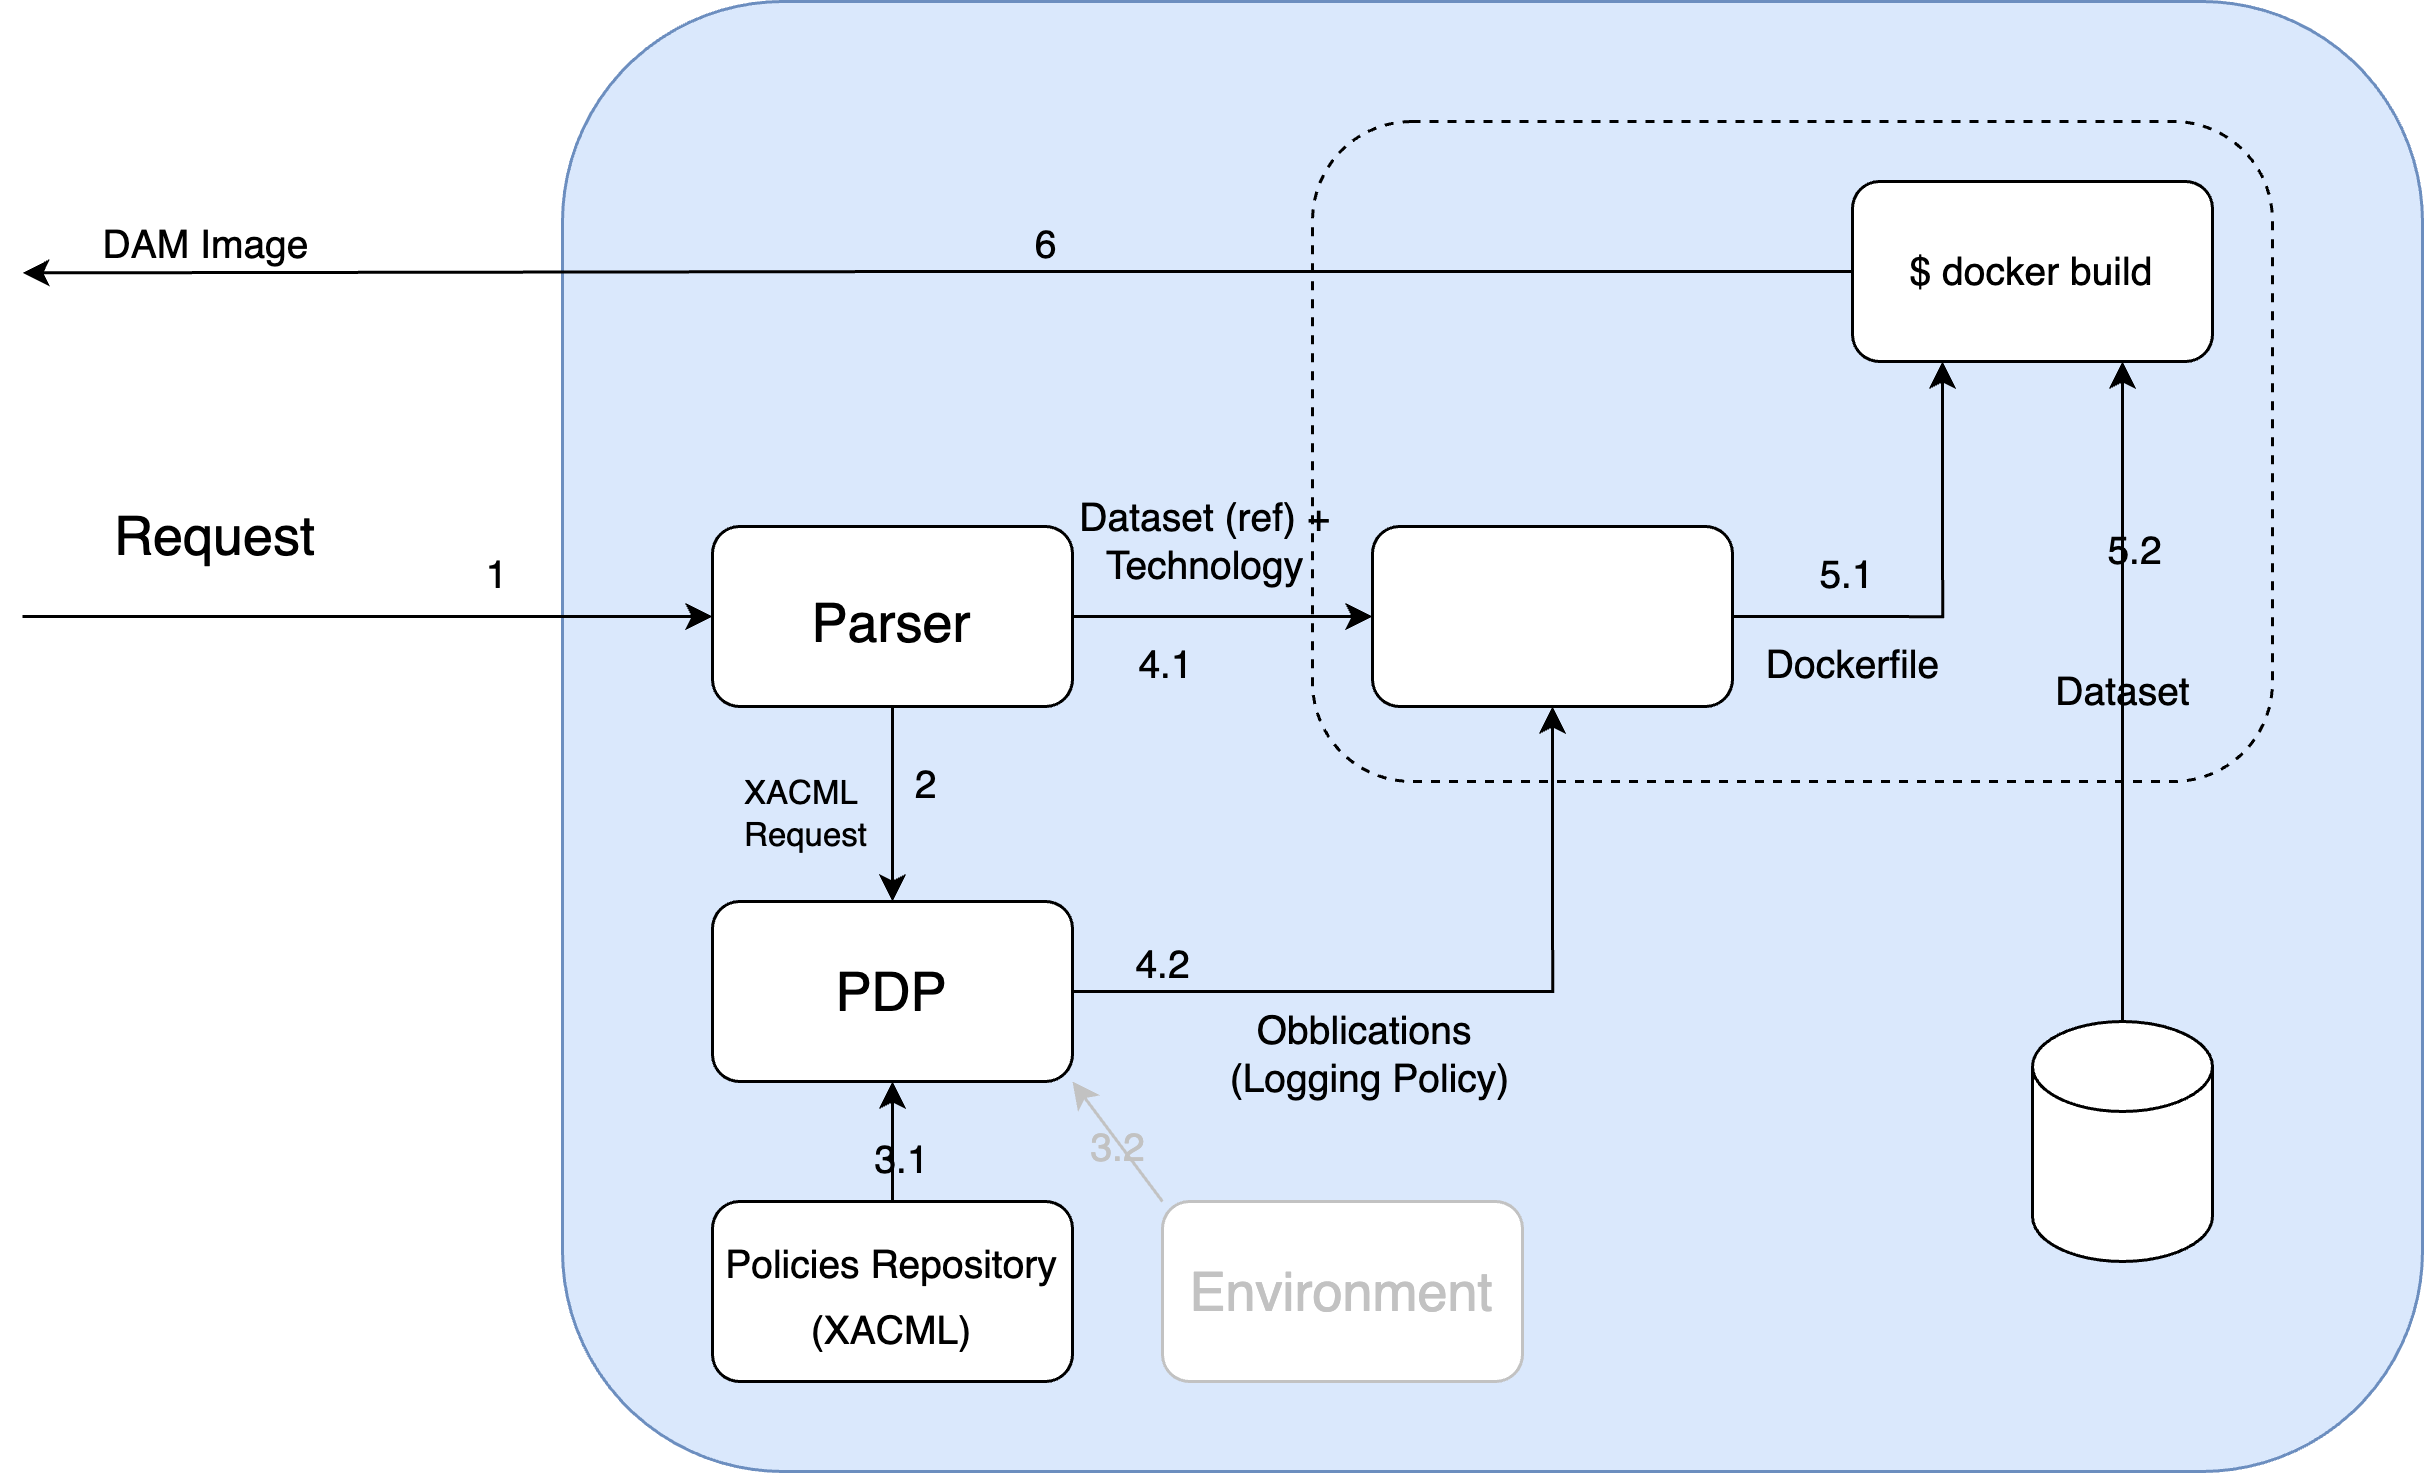 DAM Image
6
$ docker build
Request
1
Parser
Dataset (ref) +
Technology
4.1
5.1
Dockerfile
5.2
Dataset
XACML
Request
2
PDP
4.2
Obblications
(Logging Policy)
3.1
3.2
Policies Repository
(XACML)
Environment